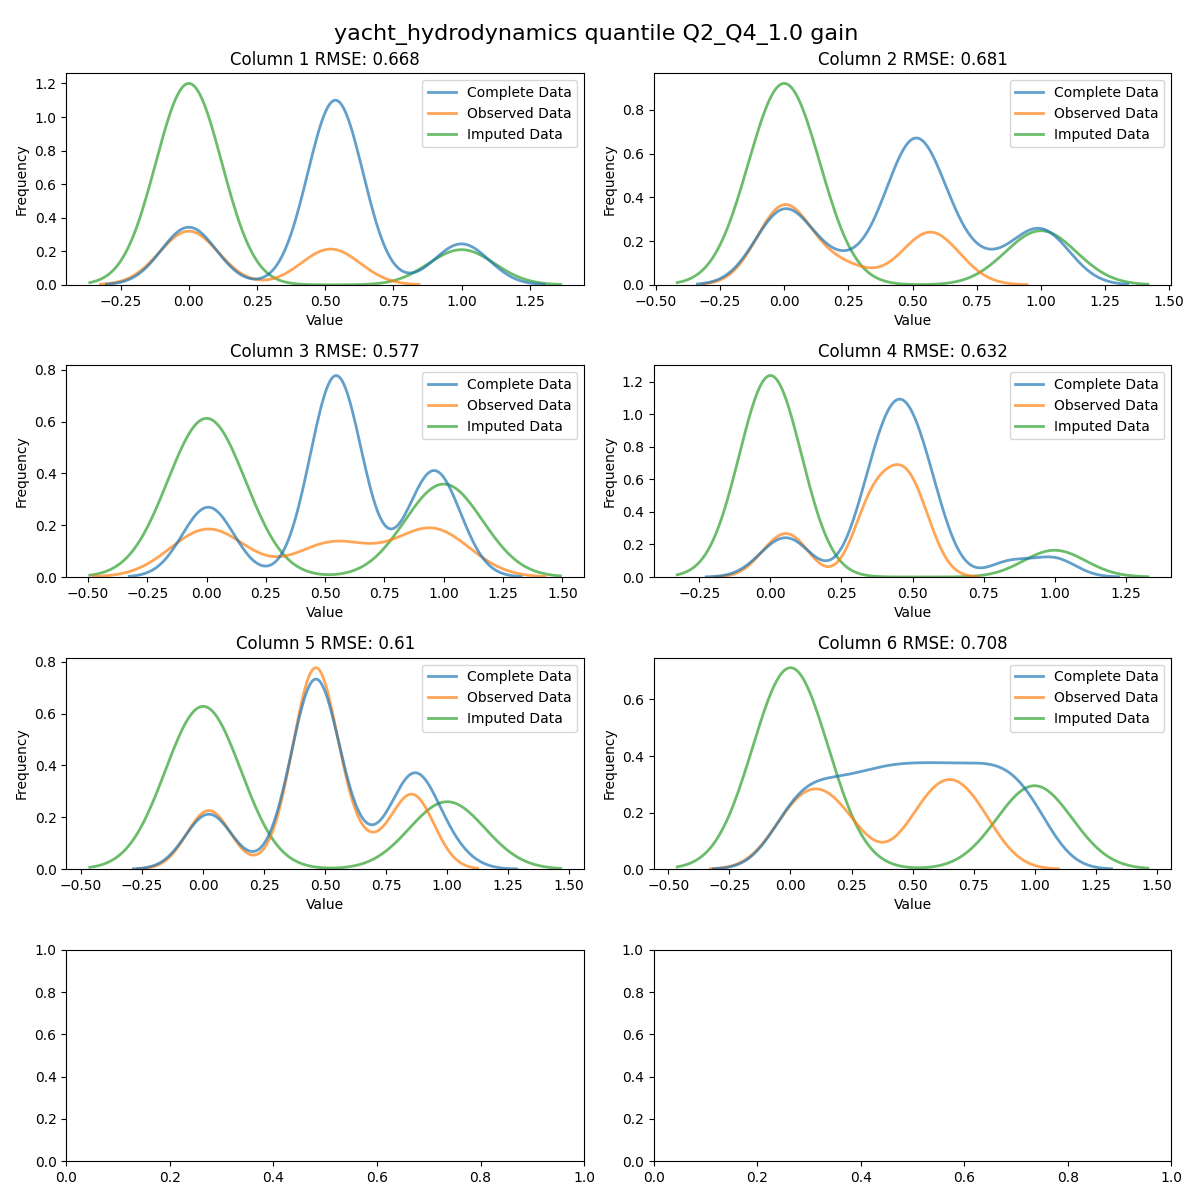 yacht_hydrodynamics quantile Q2_Q4_1.0 gain
Column 1 RMSE: 0.668
Complete Data
Observed Data
Imputed Data
Frequency
0.0
0.2
0.4
0.6
0.8
1.0
1.2
−0.25 0.00 0.25 0.50 0.75 1.00 1.25
Value
Column 2 RMSE: 0.681
Complete Data
Observed Data
Imputed Data
Frequency
0.0
0.2
0.4
0.6
0.8
−0.50 −0.25 0.00 0.25 0.50 0.75 1.00 1.25 1.50
Value
Column 3 RMSE: 0.577
Complete Data
Observed Data
Imputed Data
Frequency
0.0
0.2
0.4
0.6
0.8
−0.50 −0.25 0.00 0.25 0.50 0.75 1.00 1.25 1.50
Value
Column 4 RMSE: 0.632
Complete Data
Observed Data
Imputed Data
Frequency
0.0
0.2
0.4
0.6
0.8
1.0
1.2
−0.25 0.00 0.25 0.50 0.75 1.00 1.25
Value
Column 5 RMSE: 0.61
Complete Data
Observed Data
Imputed Data
Frequency
0.0
0.2
0.4
0.6
0.8
−0.50 −0.25 0.00 0.25 0.50 0.75 1.00 1.25 1.50
Value
Column 6 RMSE: 0.708
Complete Data
Observed Data
Imputed Data
Frequency
0.0
0.2
0.4
0.6
−0.50 −0.25 0.00 0.25 0.50 0.75 1.00 1.25 1.50
Value
1.0
0.8
0.6
0.4
0.2
0.0
0.0 0.2 0.4 0.6 0.8 1.0
1.0
0.8
0.6
0.4
0.2
0.0
0.0 0.2 0.4 0.6 0.8 1.0